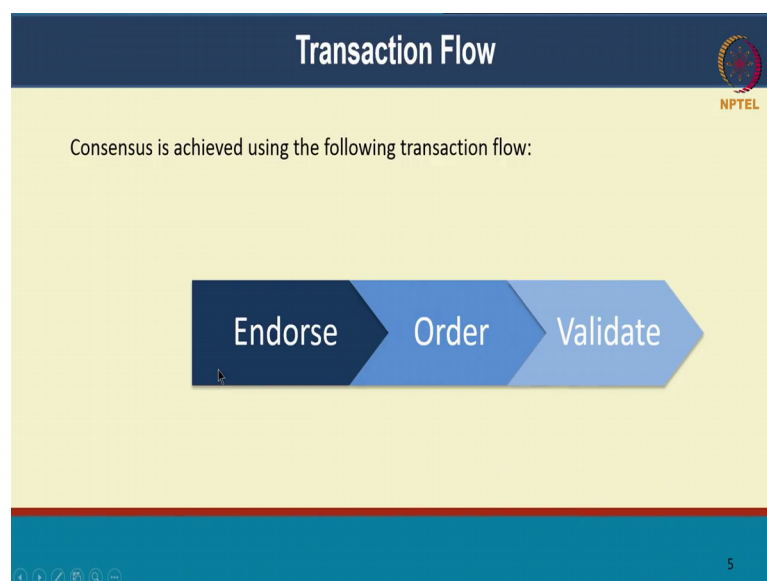 Transaction Flow
NPTEL
Consensus is achieved using the following transaction flow:
Endorse
Order
Validate
5